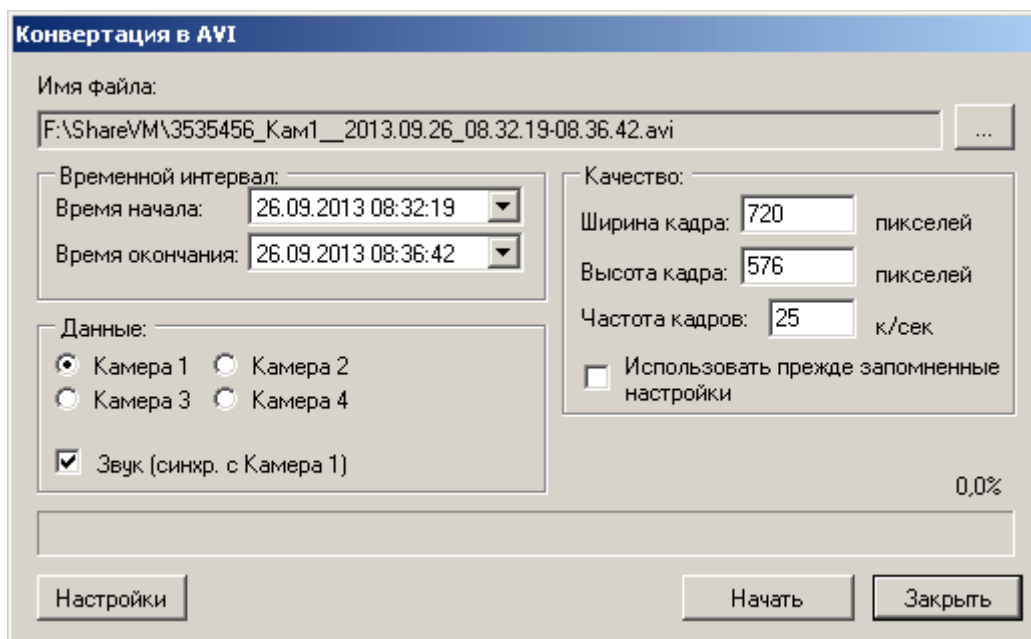 Конвертация в AVI
Имя файла:
F:\ShareVM\3535456_Кам1__2013.09.26_08.32.19-08.36.42.avi
...
Временной интервал:
Время начала: 26.09.2013 08:32:19
Время окончания: 26.09.2013 08:36:42
Качество:
Ширина кадра: 720 пикселей
Высота кадра: 576 пикселей
Частота кадров: 25 к/сек
Использовать прежде запомненные
настройки
Данные:
Камера 1 Камера 2
Камера 3 Камера 4
Звук (синхр. с Камера 1)
0,0%
Настройки Начать Закрыть